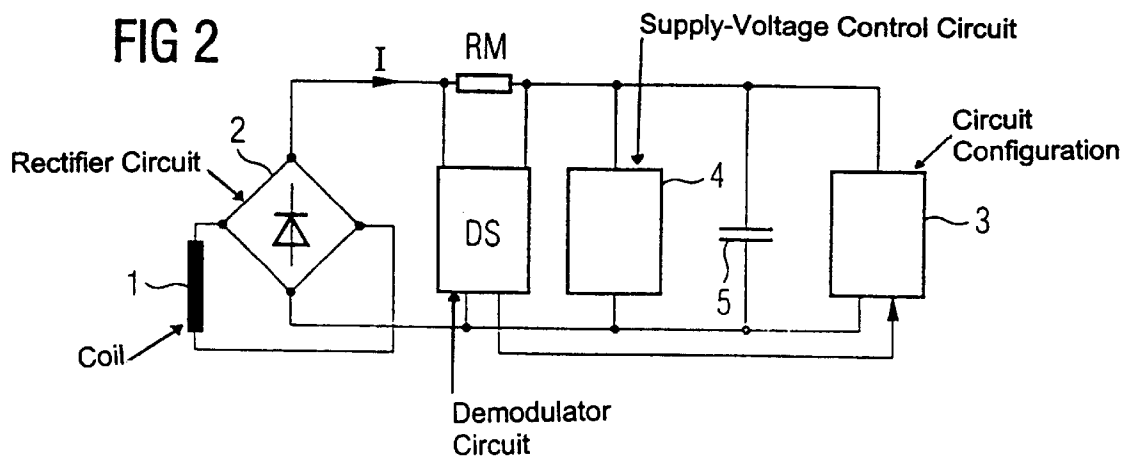 FIG 2
Supply-Voltage Control Circuit
I
RM
2
Rectifier Circuit
Circuit
Configuration
4
3
DS
1
5
Coil
Demodulator
Circuit